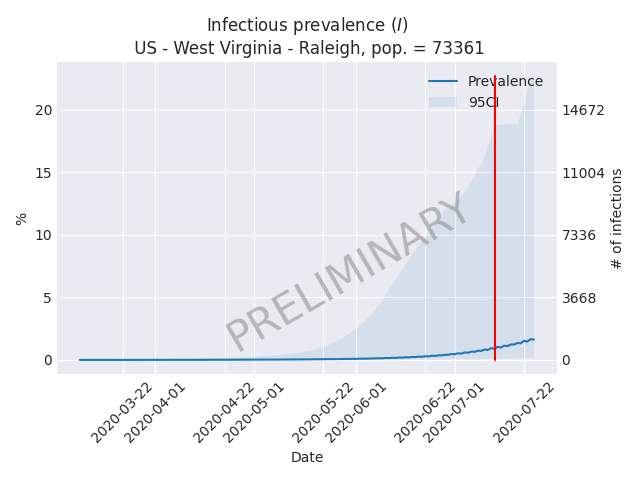 Infectious prevalence (I)
US - West Virginia - Raleigh, pop. = 73361
Prevalence
95CI
20
15
10
5
0
%
14672
11004
7336
3668
0
# of infections
PRELIMINARY
2020-03-22
2020-04-01
2020-04-22
2020-05-01
2020-05-22
2020-06-01
2020-06-22
2020-07-01
2020-07-22
Date